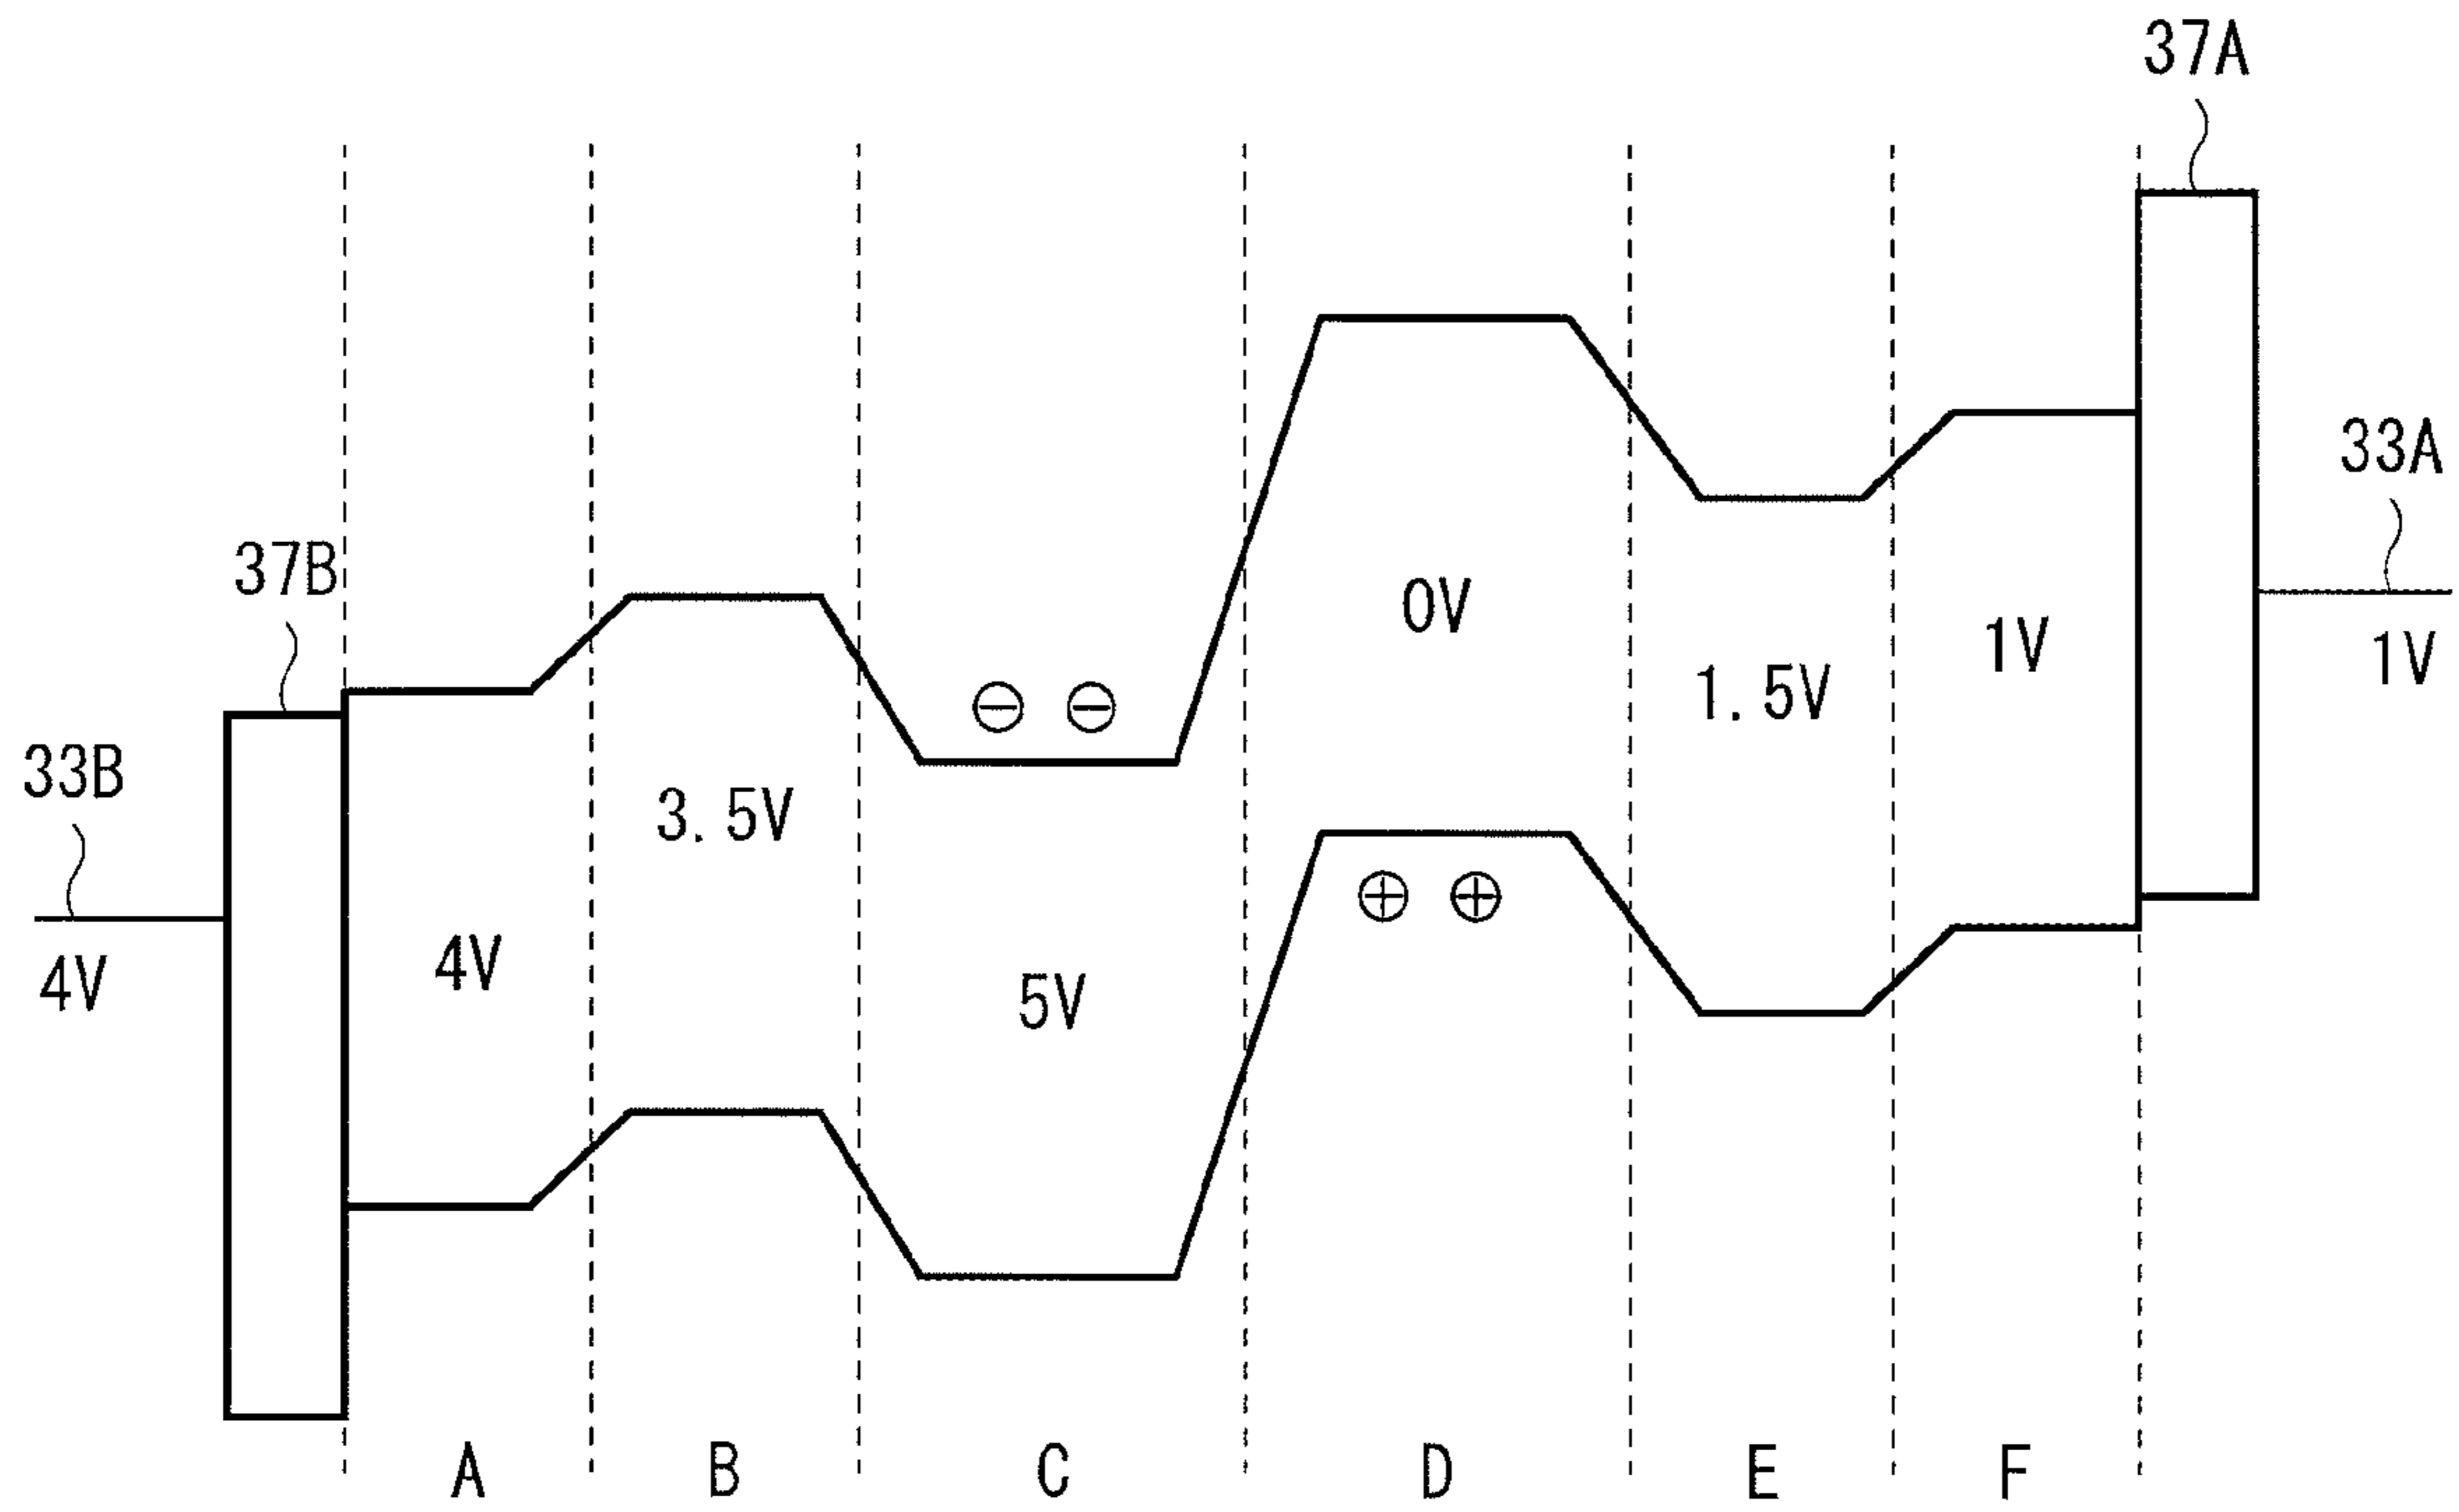 37A
33A
37B
0V
1V
1V
1.5V
33B
3.5V
⊖ ⊖
⊕ ⊕
4V
4V
5V
A B C D E F